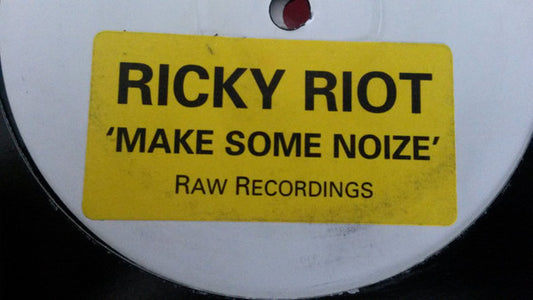 RICKY RIOT
‘MAKE SOME NOIZE’
RAW RECORDINGS